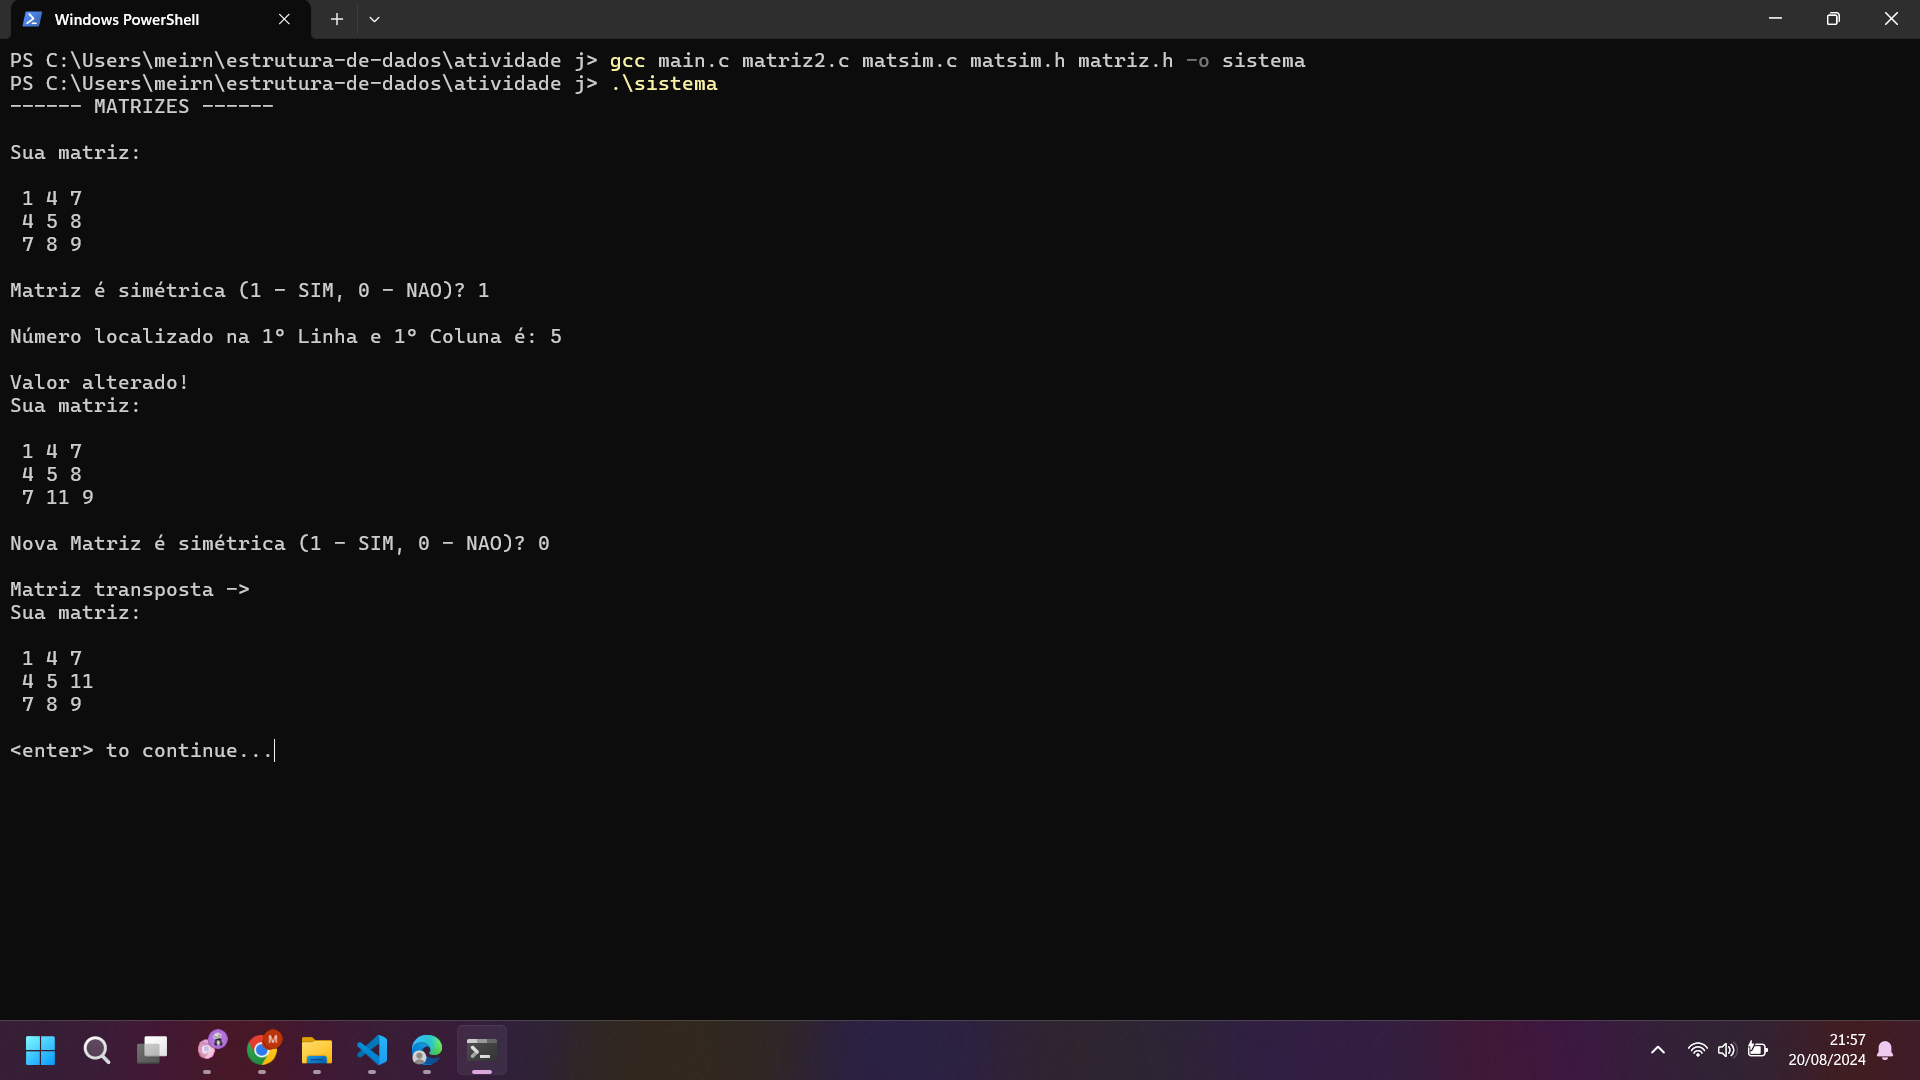 Windows PowerShell
PS C:\Users\meirn\estrutura-de-dados\atividade j> gcc main.c matriz2.c matsim.c matsim.h matriz.h -o sistema
PS C:\Users\meirn\estrutura-de-dados\atividade j> .\sistema
------ MATRIZES ------
Sua matriz:
1 4 7
4 5 8
7 8 9
Matriz é simétrica (1 - SIM, 0 - NAO)? 1
Número localizado na 1° Linha e 1° Coluna é: 5
Valor alterado!
Sua matriz:
1 4 7
4 5 8
7 11 9
Nova Matriz é simétrica (1 - SIM, 0 - NAO)? 0
Matriz transposta ->
Sua matriz:
1 4 7
4 5 11
7 8 9
<enter> to continue...
M
21:57
20/08/2024